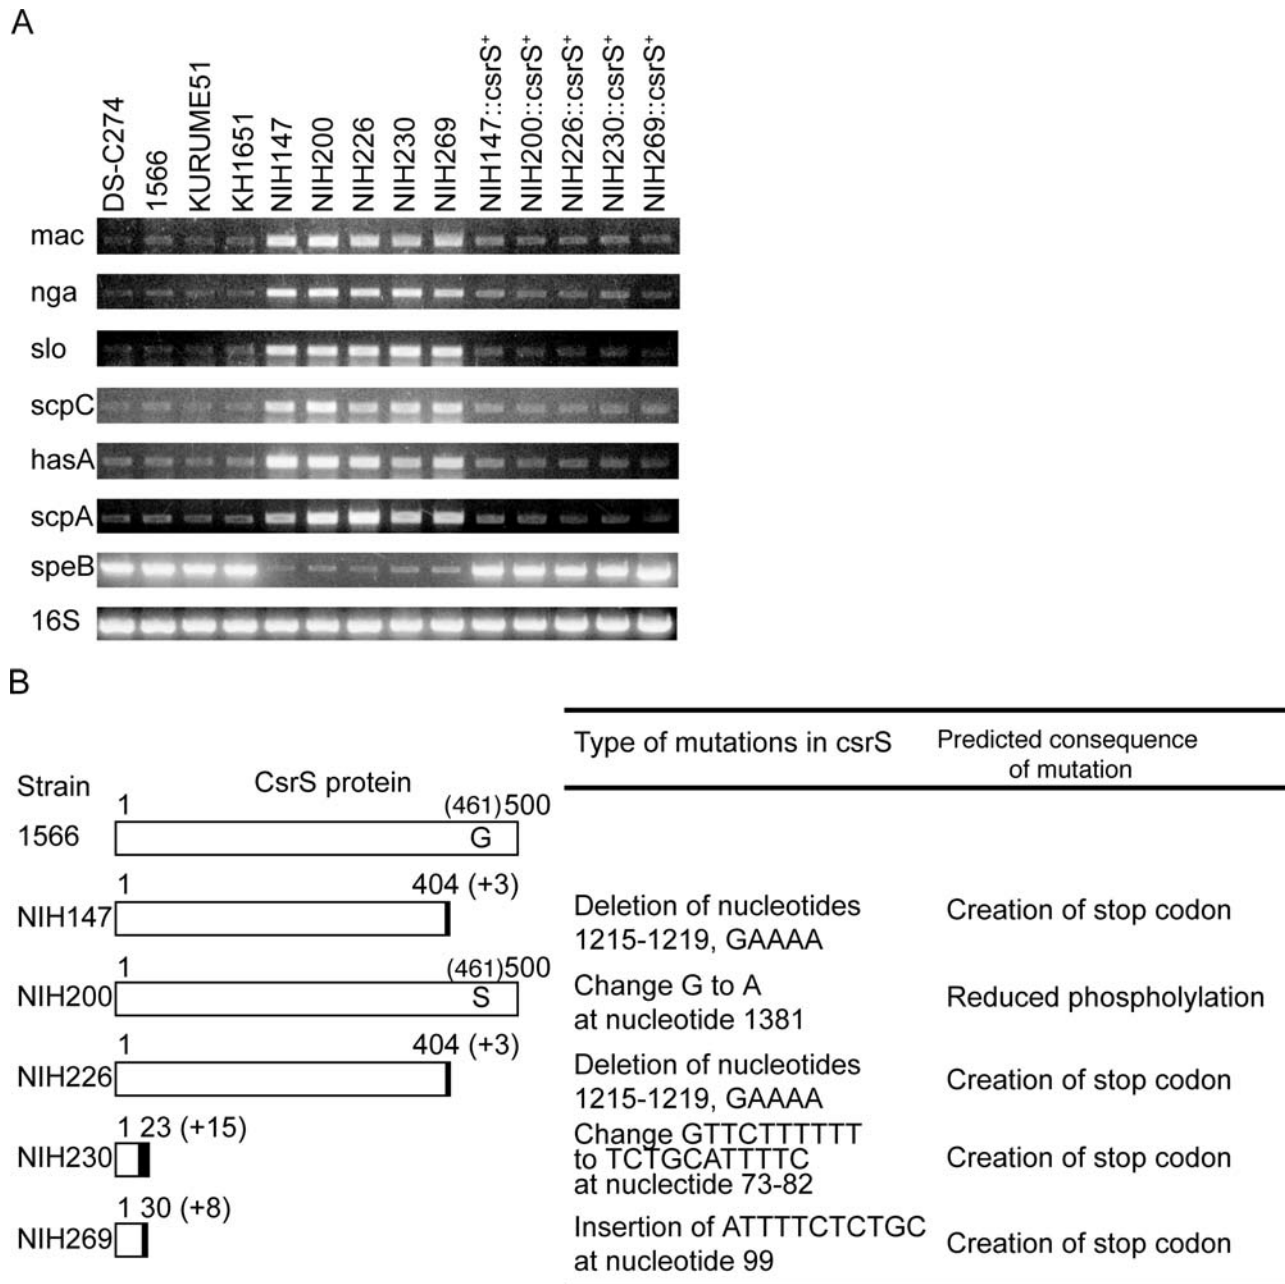 A
DS-C274
1566
KURUME51
KH1651
NIH147
NIH200
NIH226
NIH230
NIH269
NIH147::csrS+
NIH200::csrS+
NIH226::csrS+
NIH230::csrS+
NIH269::csrS+
mac
nga
slo
scpC
hasA
scpA
speB
16S
B
Type of mutations in csrS
Predicted consequence
of mutation
Strain
CsrS protein
1 (461)500
1566 G
1 404 (+3)
NIH147
Deletion of nucleotides
1215-1219, GAAAA
Creation of stop codon
1 (461)500
NIH200 S
Change G to A
at nucleotide 1381
Reduced phospholylation
1 404 (+3)
NIH226
Deletion of nucleotides
1215-1219, GAAAA
Creation of stop codon
1 23 (+15)
NIH230
Change GTTCTTTTTT
to TCTGCATTTTC
at nuclectide 73-82
Creation of stop codon
1 30 (+8)
NIH269
Insertion of ATTTTCTCTGC
at nucleotide 99
Creation of stop codon